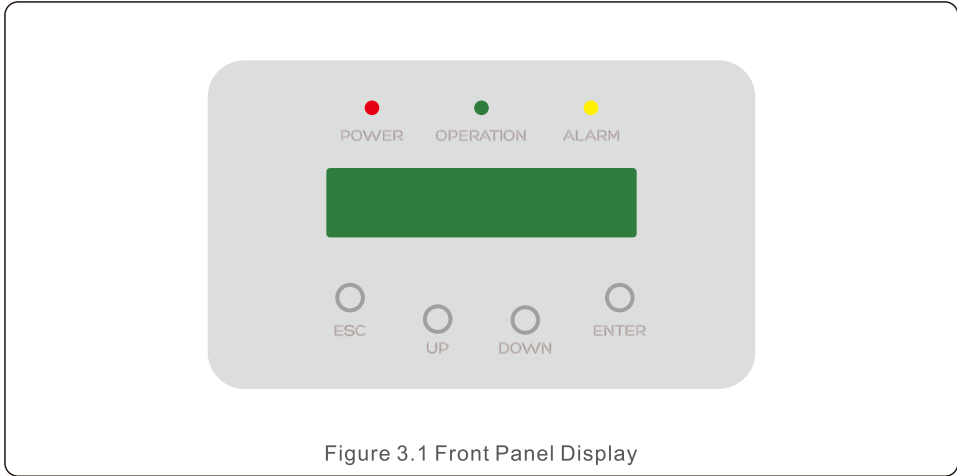 POWER OPERATION ALARM
ESC UP DOWN ENTER
Figure 3.1 Front Panel Display